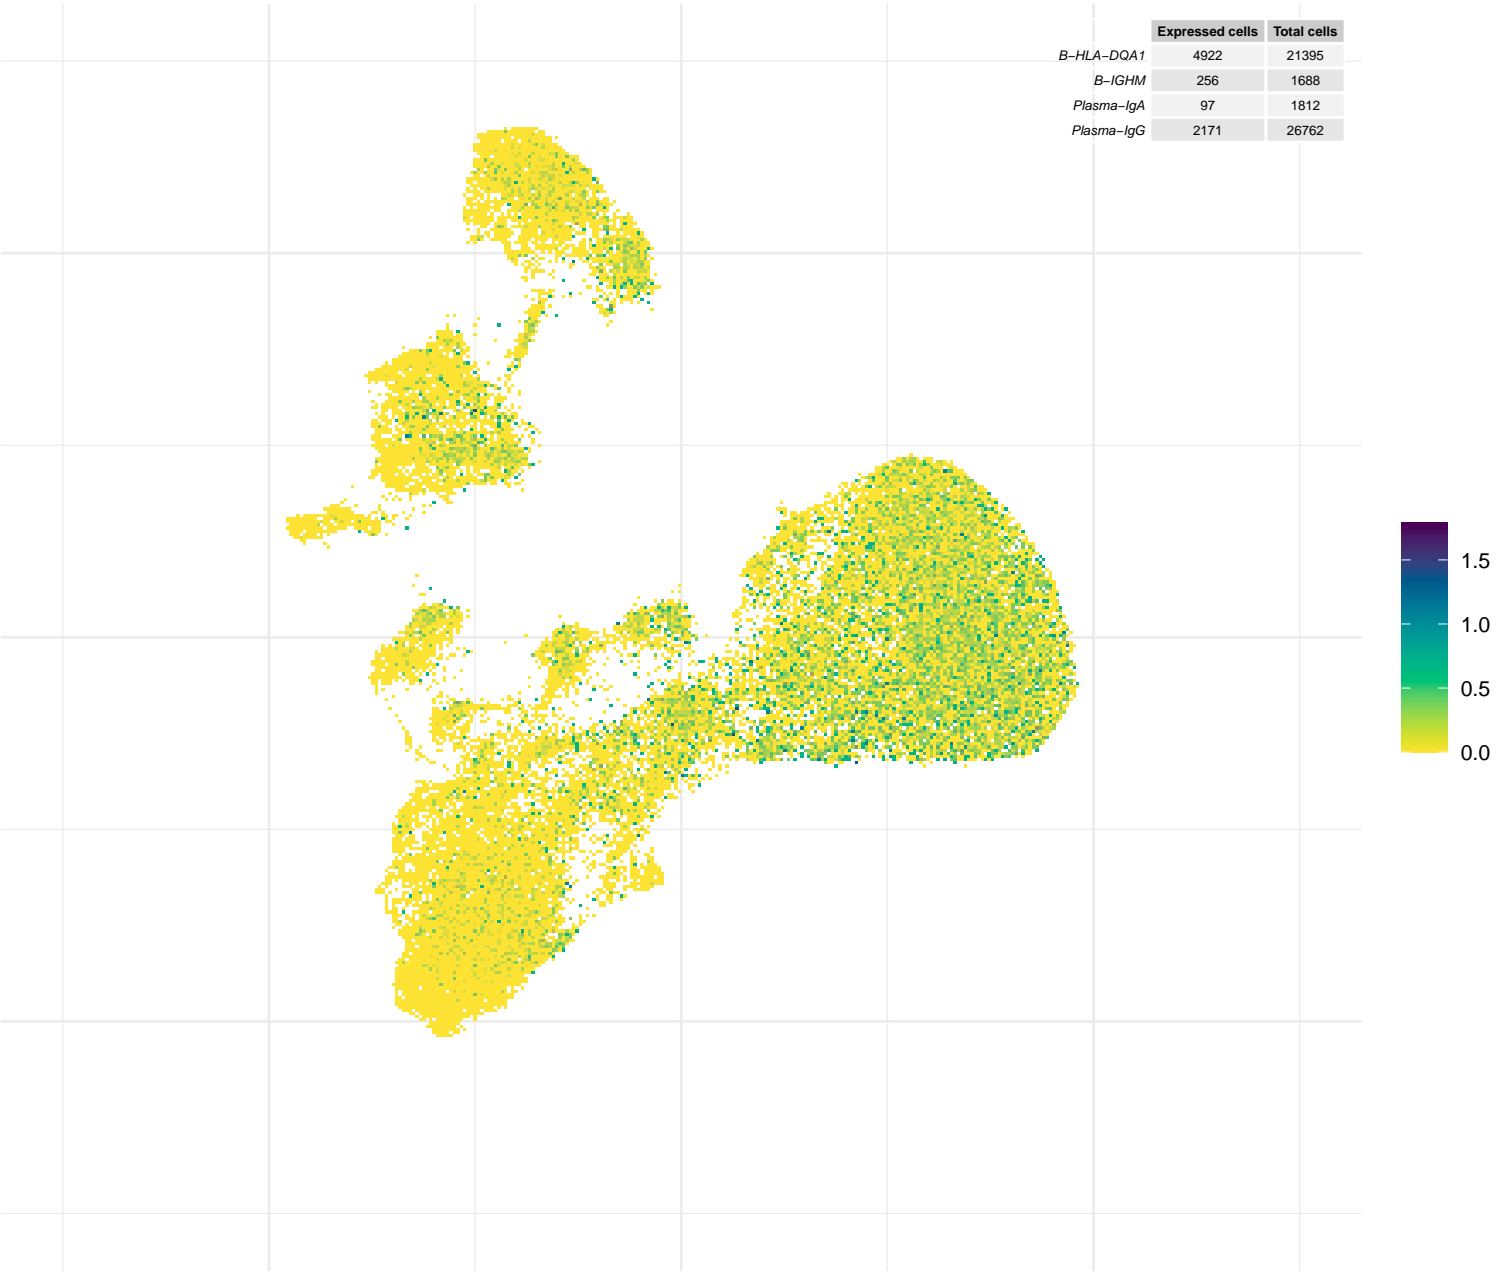 Expressed cells Total cells
B−HLA−DQA1 4922 21395
B−IGHM 256 1688
Plasma−IgA 97 1812
Plasma−IgG 2171 26762
1.5
1.0
0.5
0.0